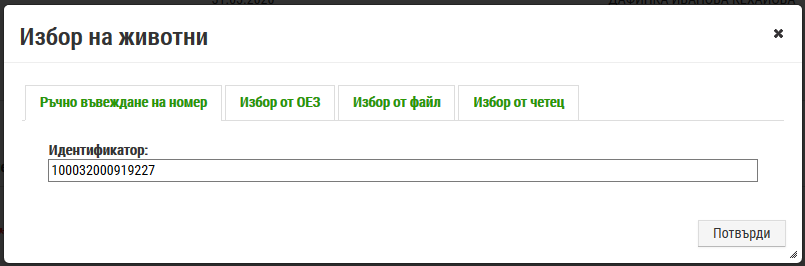 Избор на животни
Ръчно въвеждане на номер
Избор от ОЕЗ
Избор от файл
Избор от четец
Идентификатор:
100032000919227
Потвърди